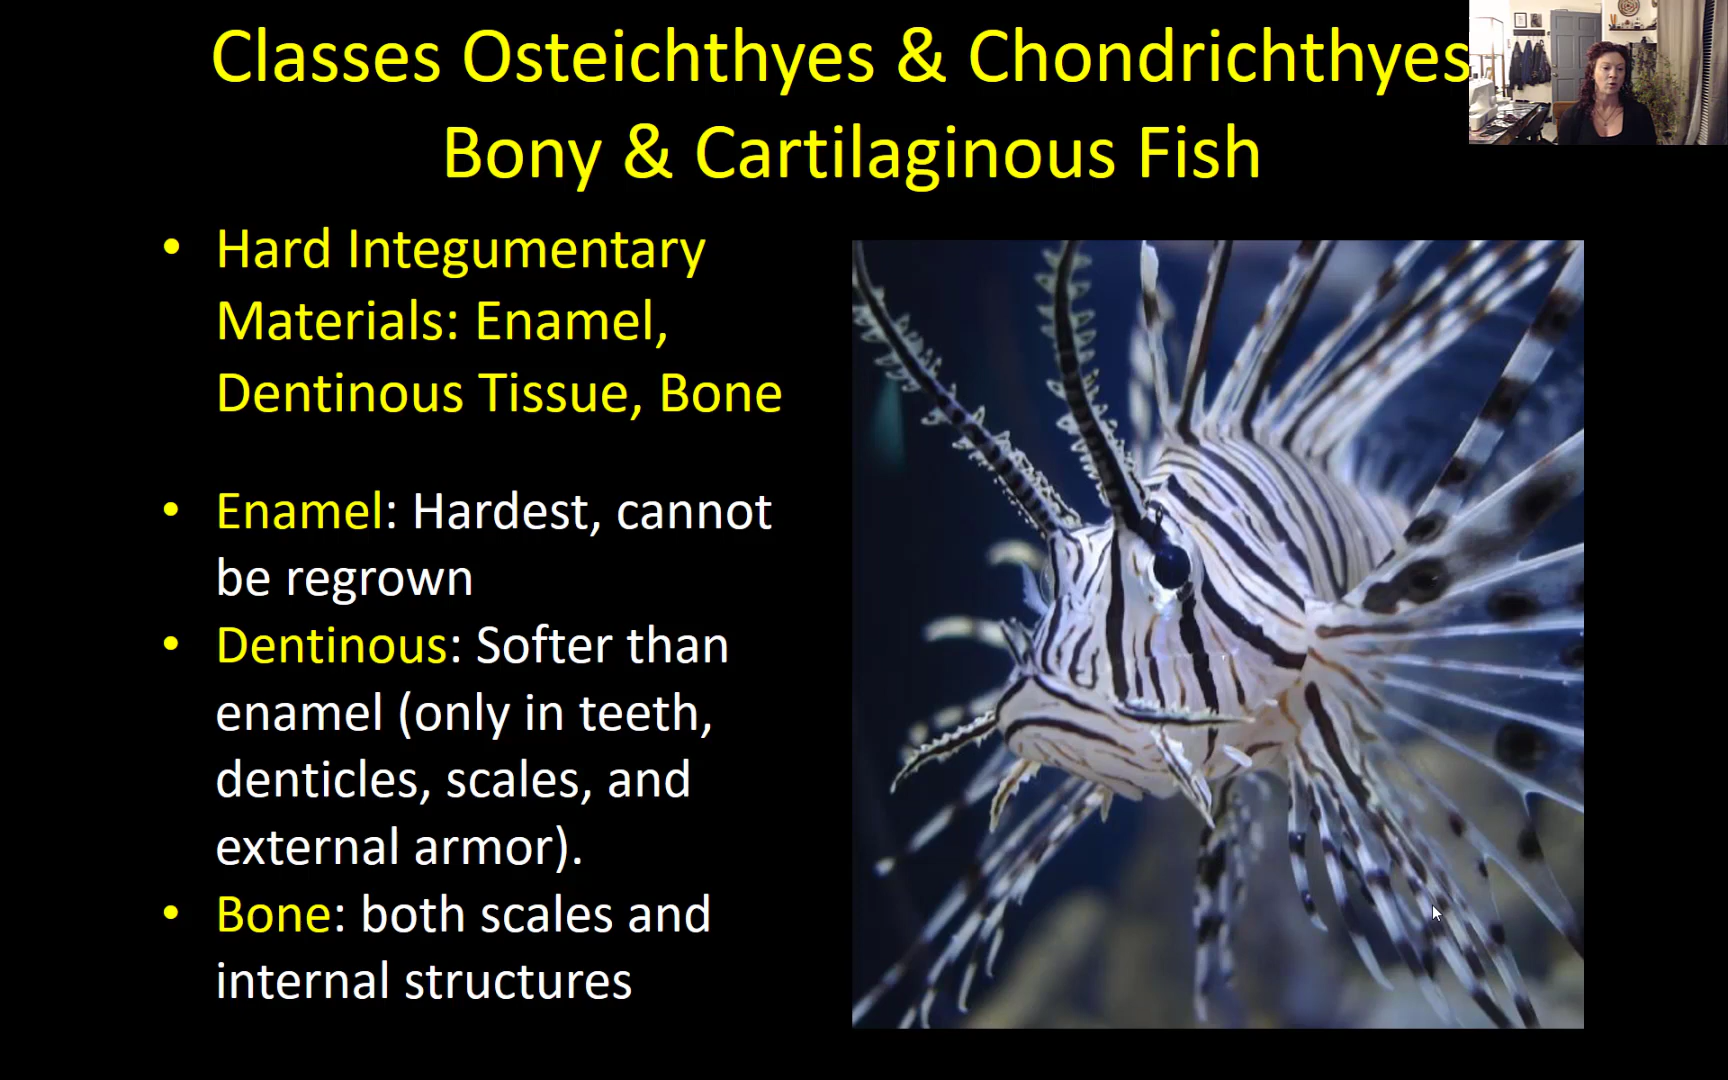 Classes Osteichthyes & Chondrichthyes
Bony & Cartilaginous Fish
• Hard Integumentary
Materials: Enamel,
Dentinous Tissue, Bone
• Enamel: Hardest, cannot
be regrown
• Dentinous: Softer than
enamel (only in teeth,
denticles, scales, and
external armor).
• Bone: both scales and
internal structures